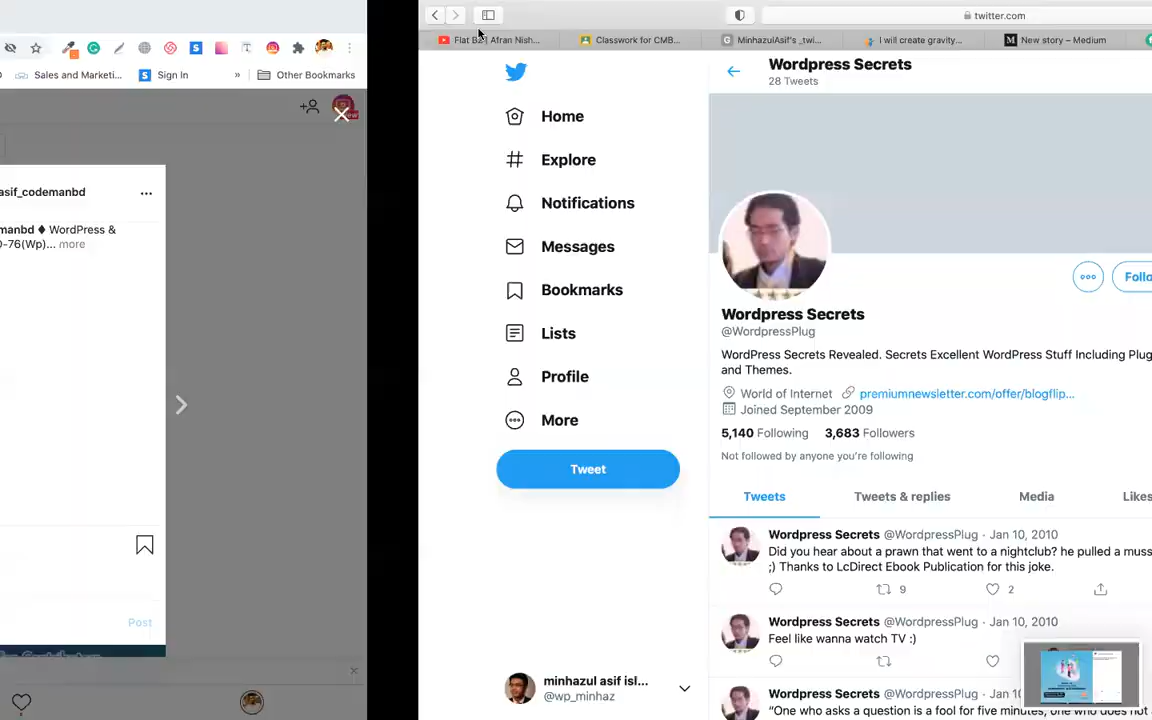 Sales and Marketi...
Sign In
»
Other Bookmarks
asif_codemanbd
manbd ♦ WordPress &
0-76(Wp)... more
Post
twitter.com
Flat B2 | Afran Nish...
Classwork for CMB...
MinhazulAsif's _twi...
I will create gravity...
New story – Medium
Wordpress Secrets
28 Tweets
Home
Explore
Notifications
Messages
Bookmarks
Lists
Profile
More
Tweet
minhazul asif isl...
@wp_minhaz
Follo
Wordpress Secrets
@WordpressPlug
WordPress Secrets Revealed. Secrets Excellent WordPress Stuff Including Plug
and Themes.
World of Internet premiumnewsletter.com/offer/blogflip...
Joined September 2009
5,140 Following 3,683 Followers
Not followed by anyone you're following
Tweets Tweets & replies Media Likes
Wordpress Secrets @WordpressPlug · Jan 10, 2010
Did you hear about a prawn that went to a nightclub? he pulled a muss
;) Thanks to LcDirect Ebook Publication for this joke.
9 2
Wordpress Secrets @WordpressPlug · Jan 10, 2010
Feel like wanna watch TV :)
Wordpress Secrets @WordpressPlug · Jan 10
"One who asks a question is a fool for five minutes, one who does not a